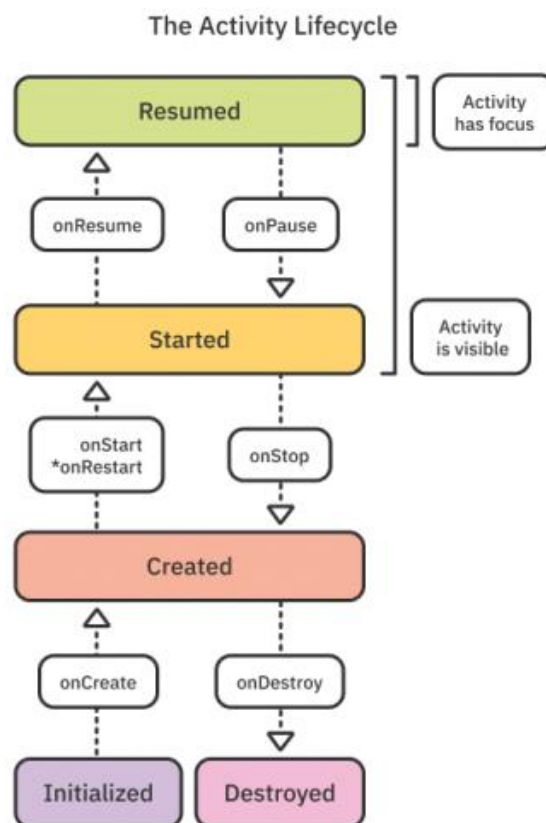 The Activity Lifecycle
Resumed
Activity
has focus
onResume
onPause
Started
Activity
is visible
onStart
*onRestart
onStop
Created
onCreate
onDestroy
Initialized
Destroyed